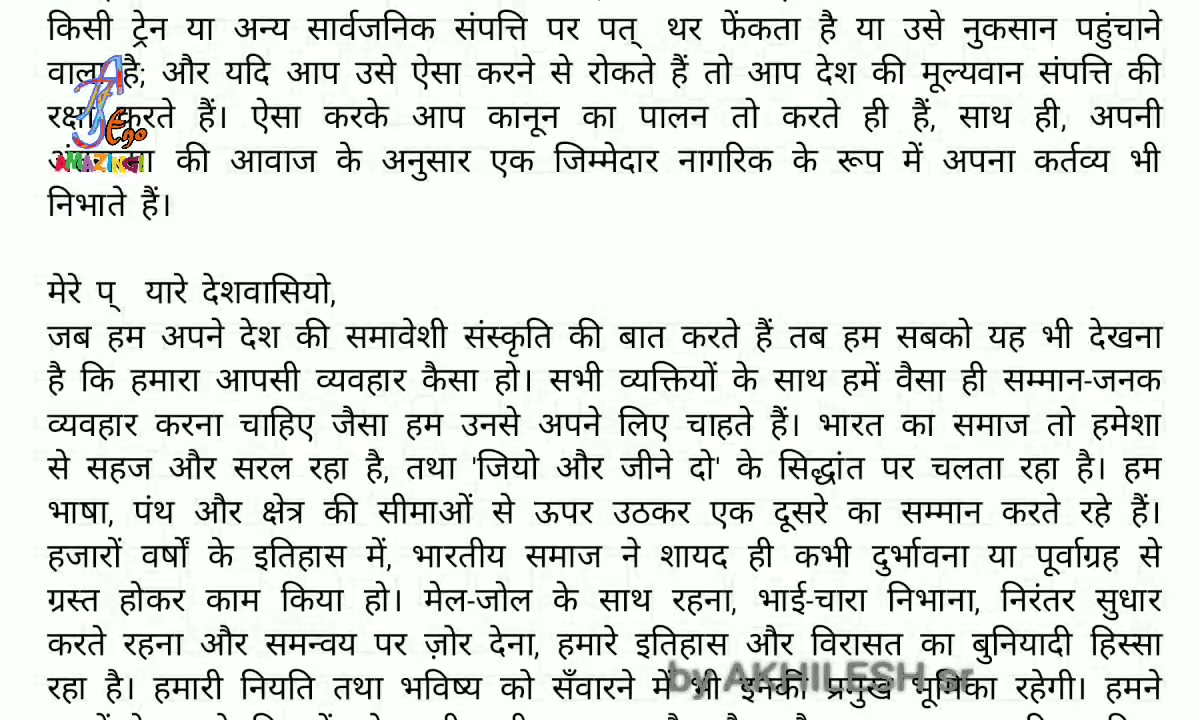 किसी ट्रेन या अन्य सार्वजनिक संपत्ति पर पत् थर फेंकता है या उसे नुकसान पहुंचाने
है; और यदि आप उसे ऐसा करने से रोकते हैं तो आप देश की मूल्यवान संपत्ति की
करते हैं। ऐसा करके आप कानून का पालन तो करते ही हैं, साथ ही, अपनी
Ego
AMAZING
की आवाज के अनुसार एक जिम्मेदार नागरिक के रूप में अपना कर्तव्य भी
निभाते हैं।
मेरे प् यारे देशवासियो,
जब हम अपने देश की समावेशी संस्कृति की बात करते हैं तब हम सबको यह भी देखना
है कि हमारा आपसी व्यवहार कैसा हो। सभी व्यक्तियों के साथ हमें वैसा ही सम्मान-जनक
व्यवहार करना चाहिए जैसा हम उनसे अपने लिए चाहते हैं। भारत का समाज तो हमेशा
से सहज और सरल रहा है, तथा 'जियो और जीने दो' के सिद्धांत पर चलता रहा है। हम
भाषा, पंथ और क्षेत्र की सीमाओं से ऊपर उठकर एक दूसरे का सम्मान करते रहे हैं।
हजारों वर्षों के इतिहास में, भारतीय समाज ने शायद ही कभी दुर्भावना या पूर्वाग्रह से
ग्रस्त होकर काम किया हो। मेल-जोल के साथ रहना, भाई-चारा निभाना, निरंतर सुधार
करते रहना और समन्वय पर ज़ोर देना, हमारे इतिहास और विरासत का बुनियादी हिस्सा
रहा है। हमारी नियति तथा भविष्य को सँवारने में भी इनकी प्रमुख भूमिका रहेगी। हमने
by AKHILESH sr